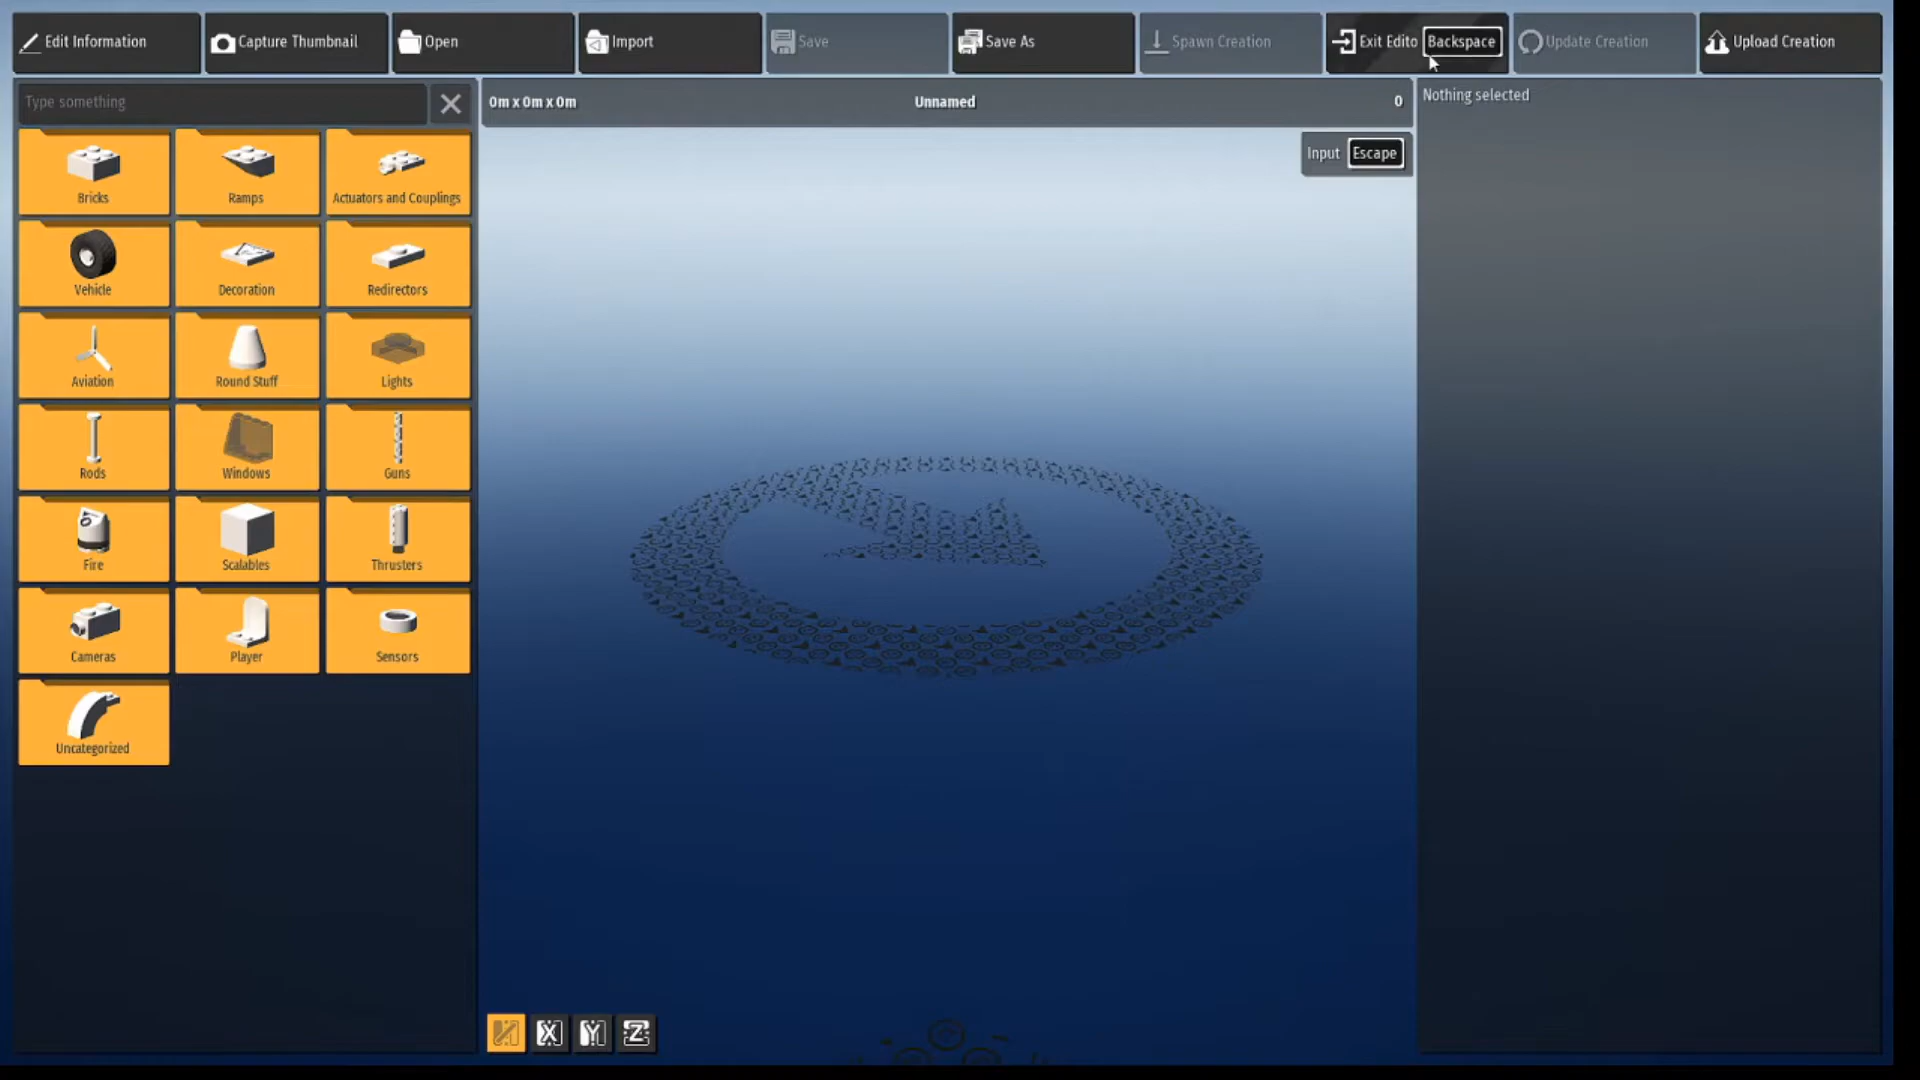 Edit Information
Capture Thumbnail
Open
Import
Save
Save As
Spawn Creation
Exit Edito Backspace
Update Creation
Upload Creation
Type something
0m x 0m x 0m
Unnamed
0
Nothing selected
Input Escape
Bricks
Ramps
Actuators and Couplings
Vehicle
Decoration
Redirectors
Aviation
Round Stuff
Lights
Rods
Windows
Guns
Fire
Scalables
Thrusters
Cameras
Player
Sensors
Uncategorized
X
Y
Z